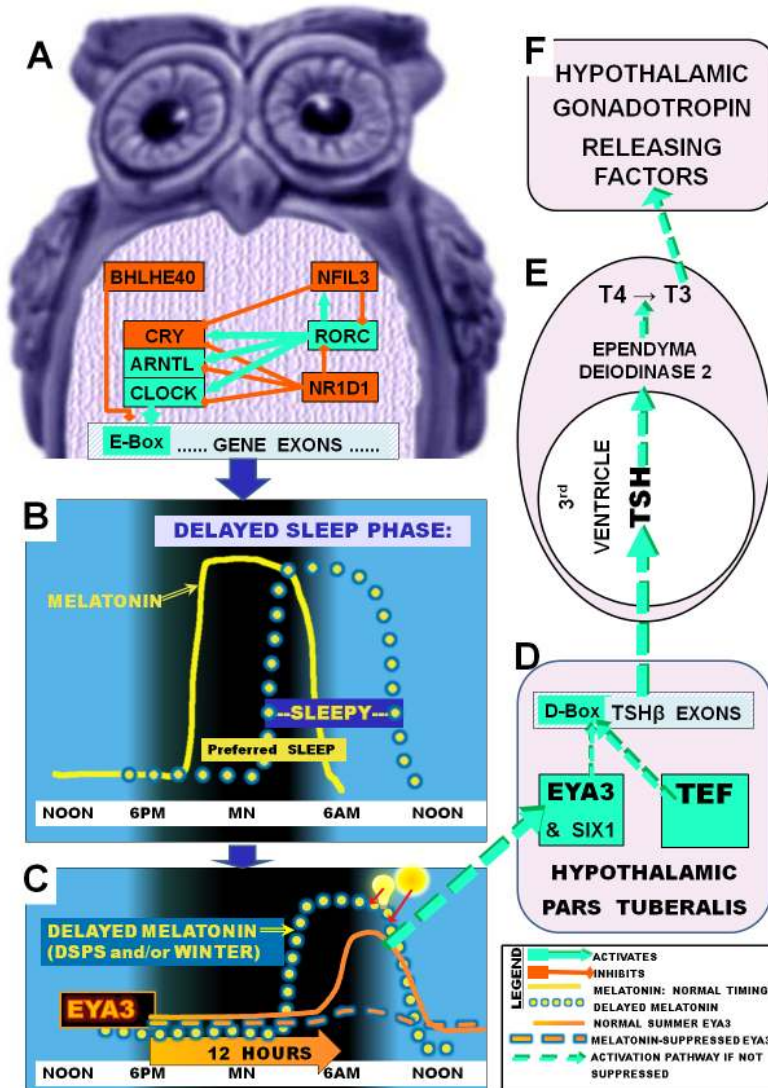 A
BHLHE40
NFIL3
CRY
RORC
ARNTL
CLOCK
NR1D1
E-Box ...... GENE EXONS ......
B
DELAYED SLEEP PHASE:
MELATONIN
--SLEEPY---
Preferred SLEEP
NOON 6PM MN 6AM NOON
C
DELAYED MELATONIN
(DSPS and/or WINTER)
EYA3
12 HOURS
NOON 6PM MN 6AM NOON
F
HYPOTHALAMIC
GONADOTROPIN
RELEASING
FACTORS
E
T4 → T3
EPENDYMA
DEIODINASE 2
3rd
VENTRICLE
TSH
D
D-Box TSHβ EXONS
EYA3
& SIX1
TEF
HYPOTHALAMIC
PARS TUBERALIS
LEGEND
ACTIVATES
INHIBITS
MELATONIN: NORMAL TIMING
DELAYED MELATONIN
NORMAL SUMMER EYA3
MELATONIN-SUPPRESSED EYA3
ACTIVATION PATHWAY IF NOT
SUPPRESSED